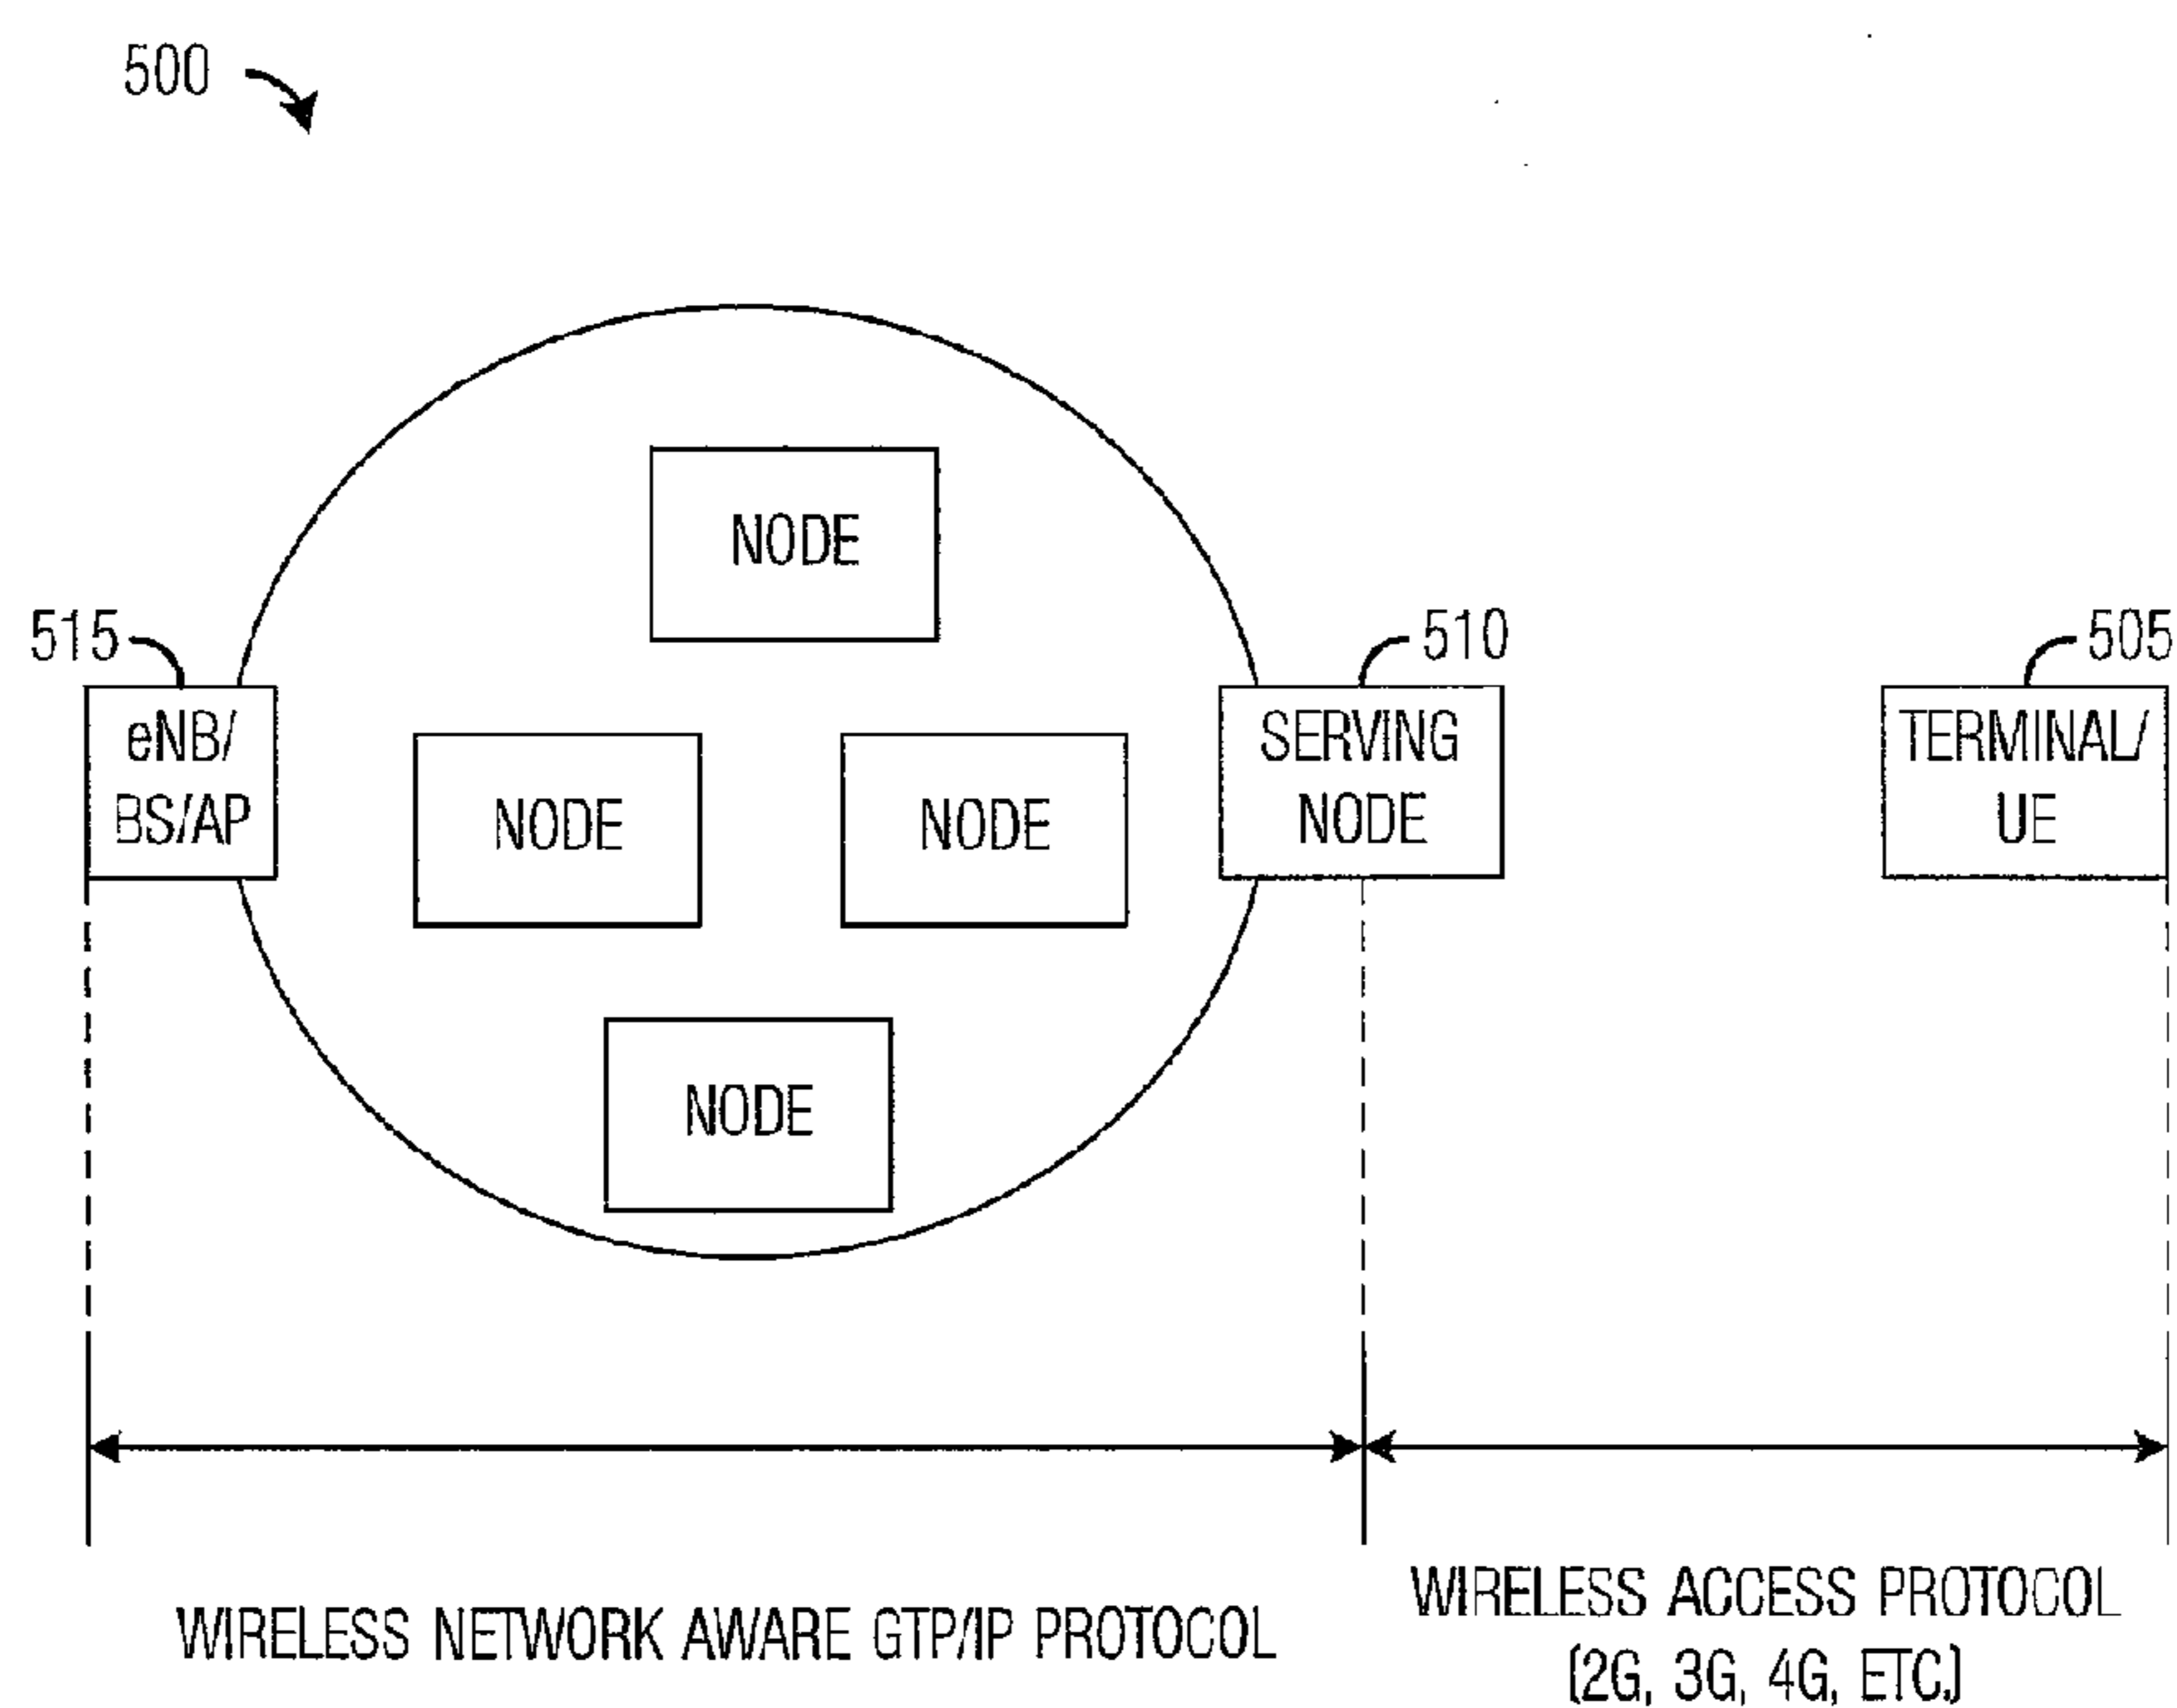 500
NODE
515
510
505
eNB/
BS/AP
SERVING
NODE
TERMINAL/
UE
NODE
NODE
NODE
WIRELESS NETWORK AWARE GTP/IP PROTOCOL
WIRELESS ACCESS PROTOCOL
(2G, 3G, 4G, ETC.)